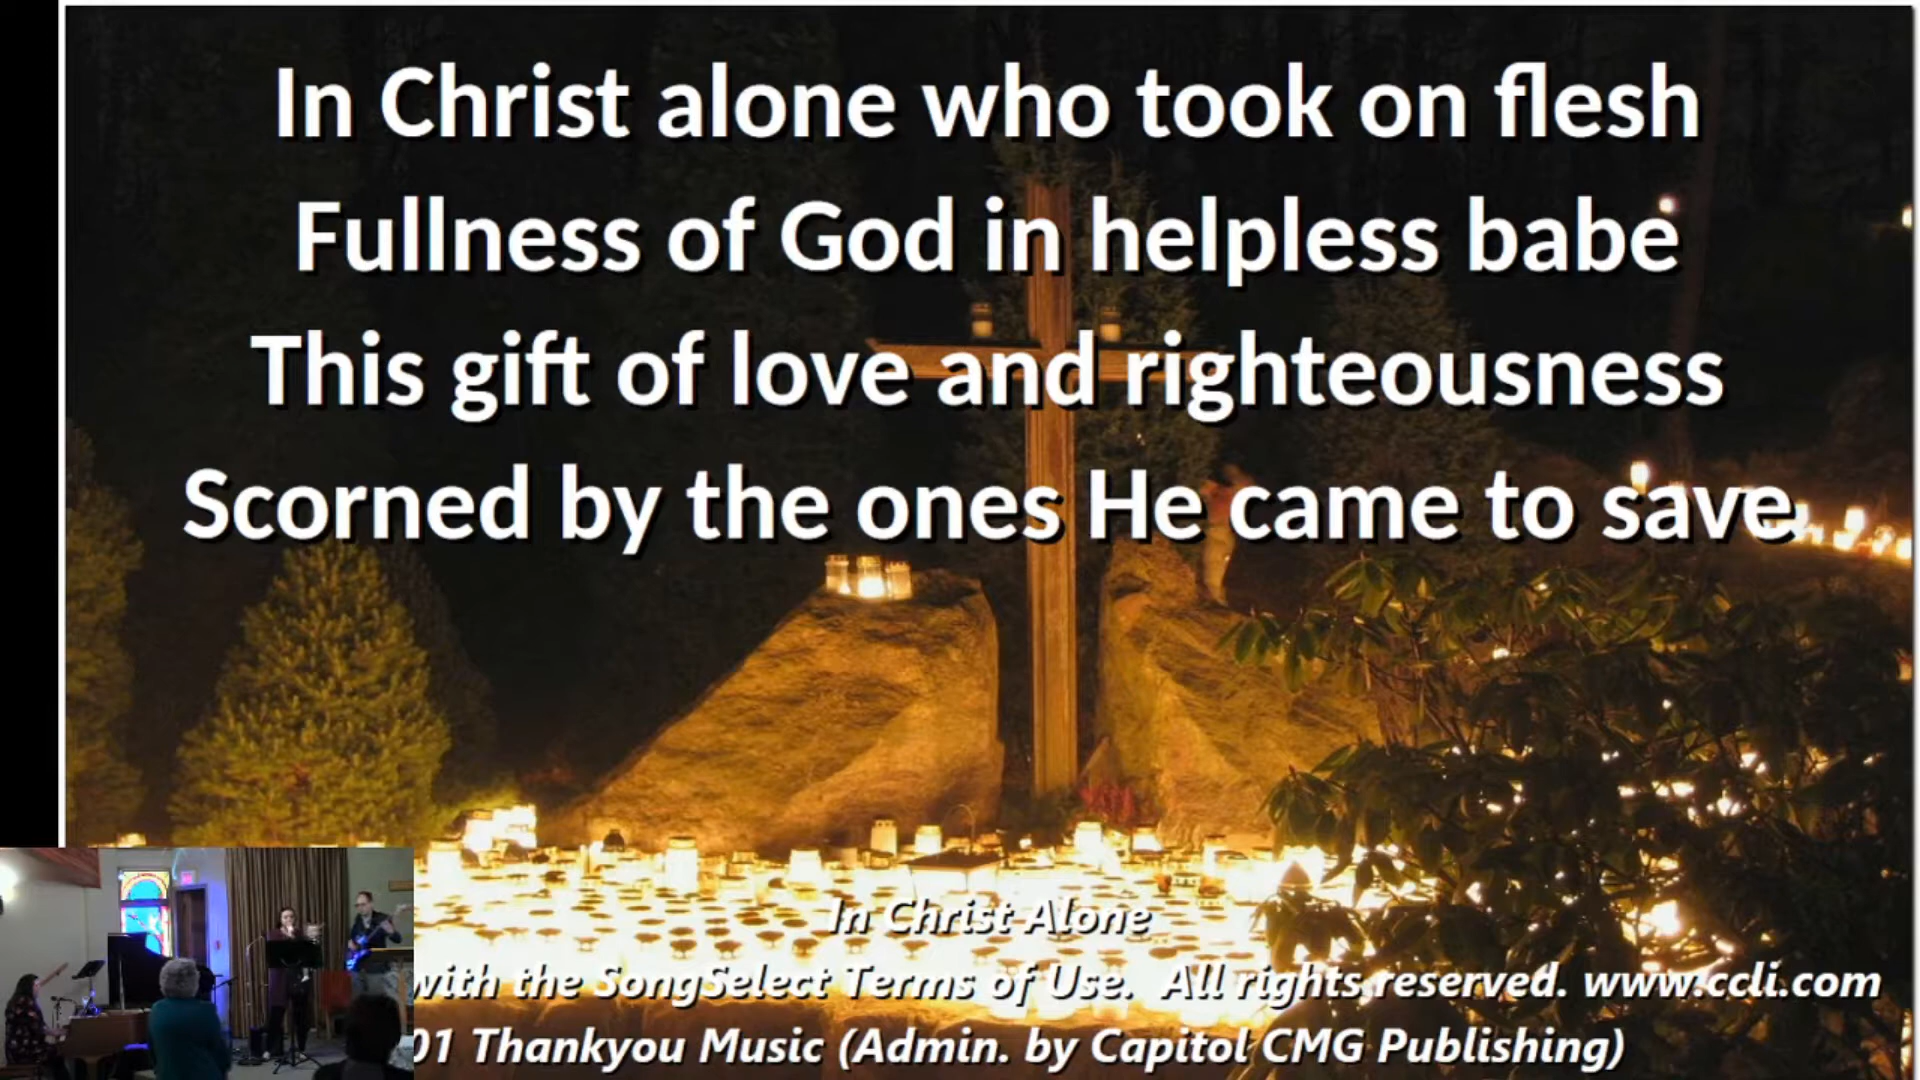 In Christ alone who took on flesh
Fullness of God in helpless babe
This gift of love and righteousness
Scorned by the ones He came to save
In Christ Alone
with the SongSelect Terms of Use.  All rights reserved. www.ccli.com
01 Thankyou Music (Admin. by Capitol CMG Publishing)